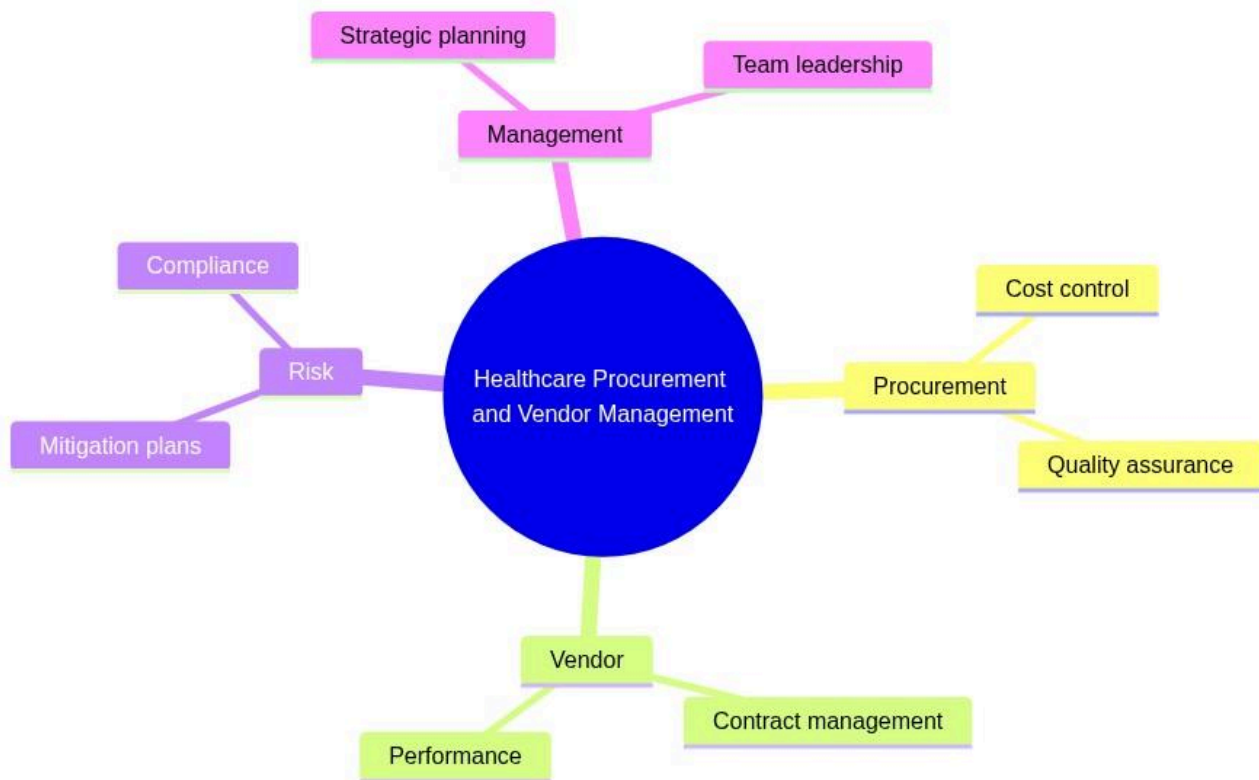 Strategic planning
Team leadership
Management
Compliance
Risk
Mitigation plans
Healthcare Procurement
and Vendor Management
Cost control
Procurement
Quality assurance
Vendor
Contract management
Performance